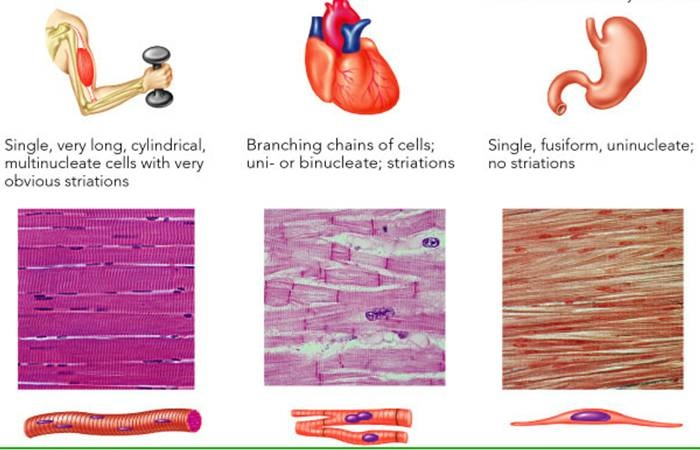 Single, very long, cylindrical,
multinucleate cells with very
obvious striations
Branching chains of cells;
uni- or binucleate; striations
Single, fusiform, uninucleate;
no striations